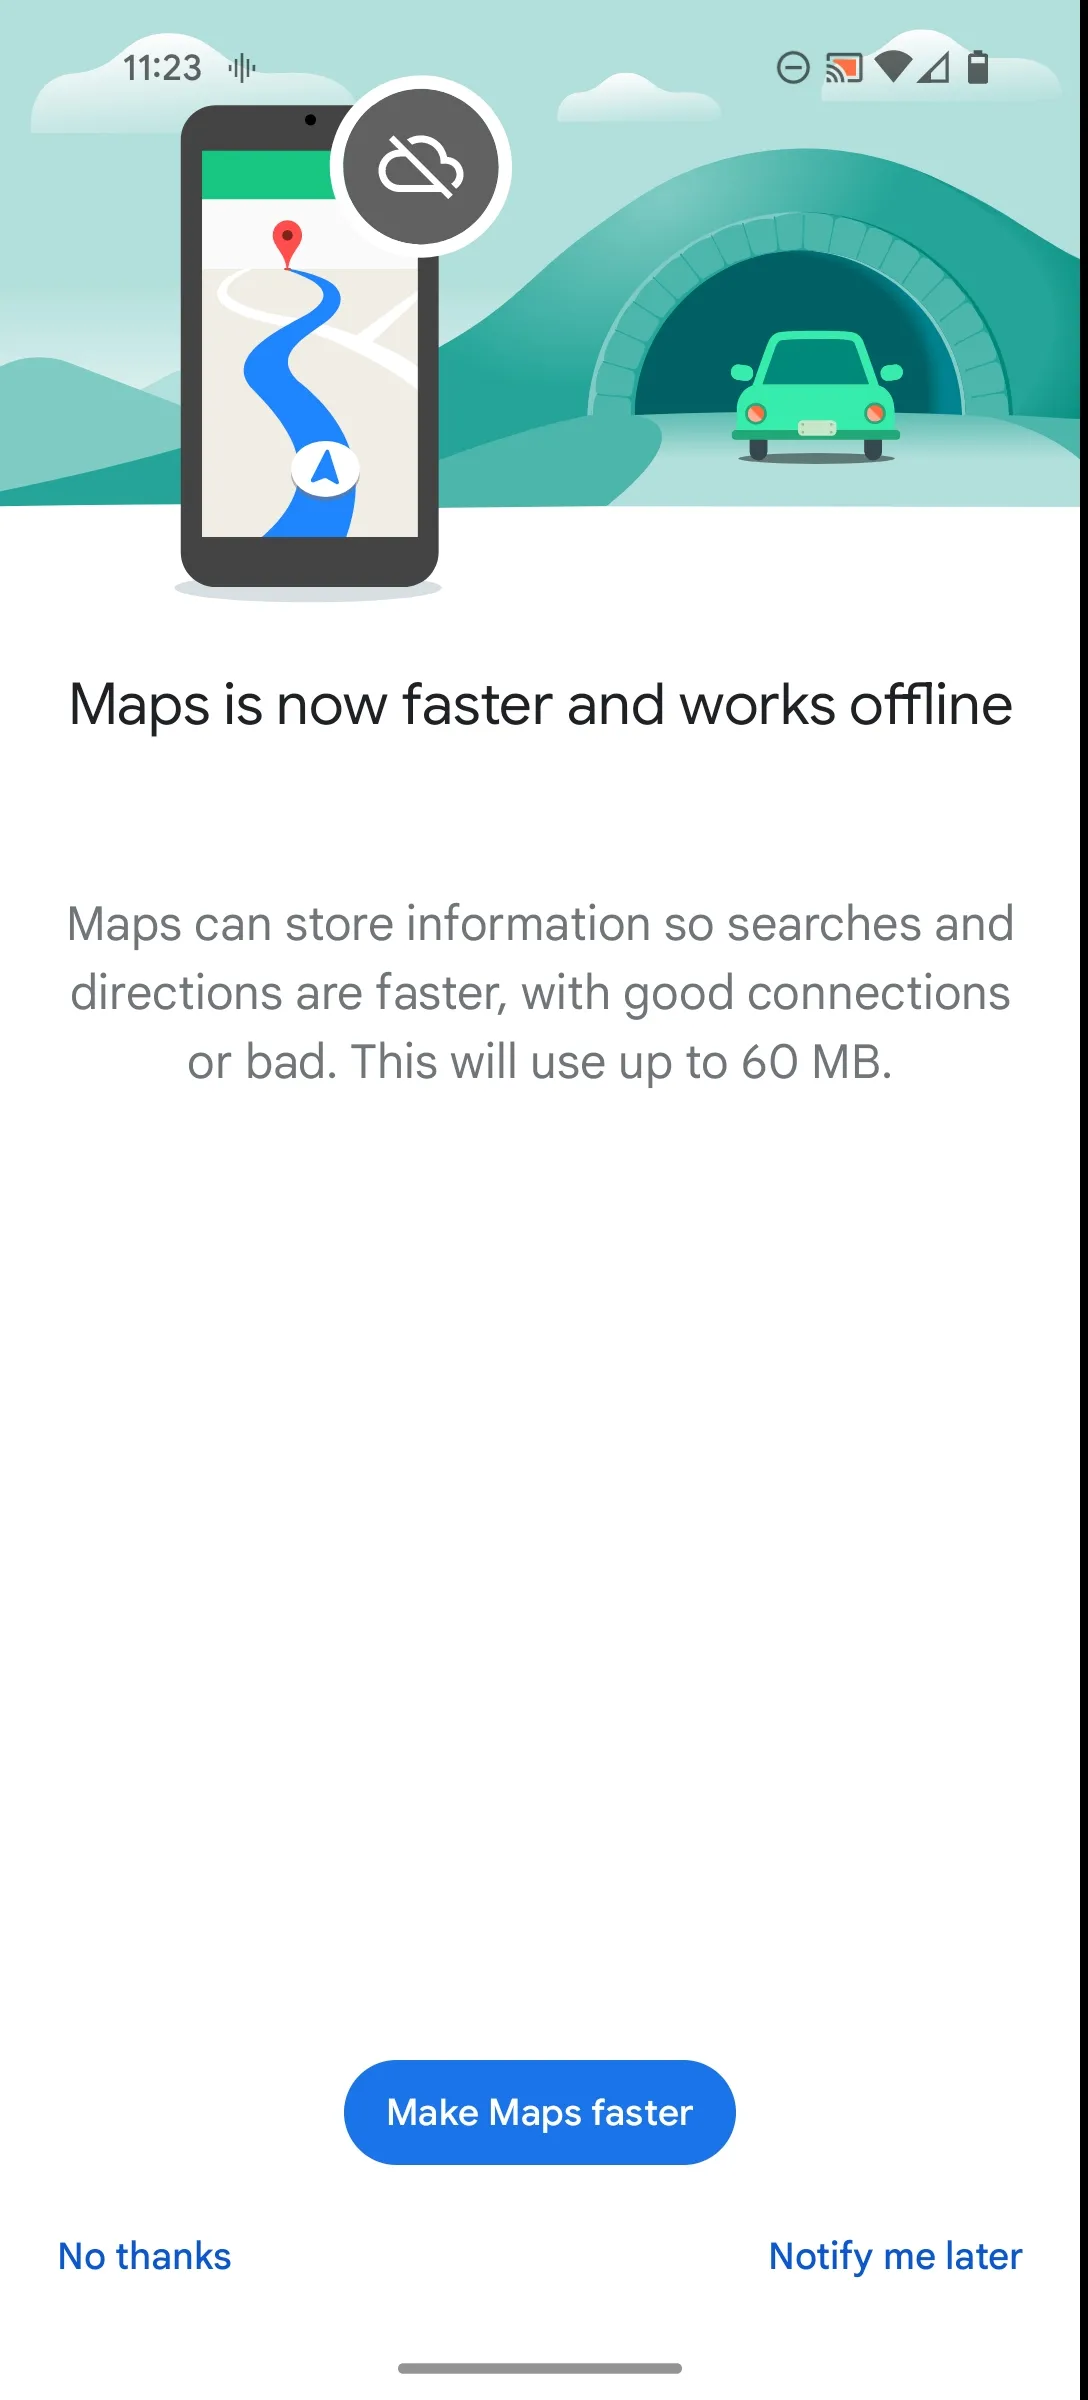 11:23
Maps is now faster and works offline
Maps can store information so searches and
directions are faster, with good connections
or bad. This will use up to 60 MB.
Make Maps faster
No thanks
Notify me later